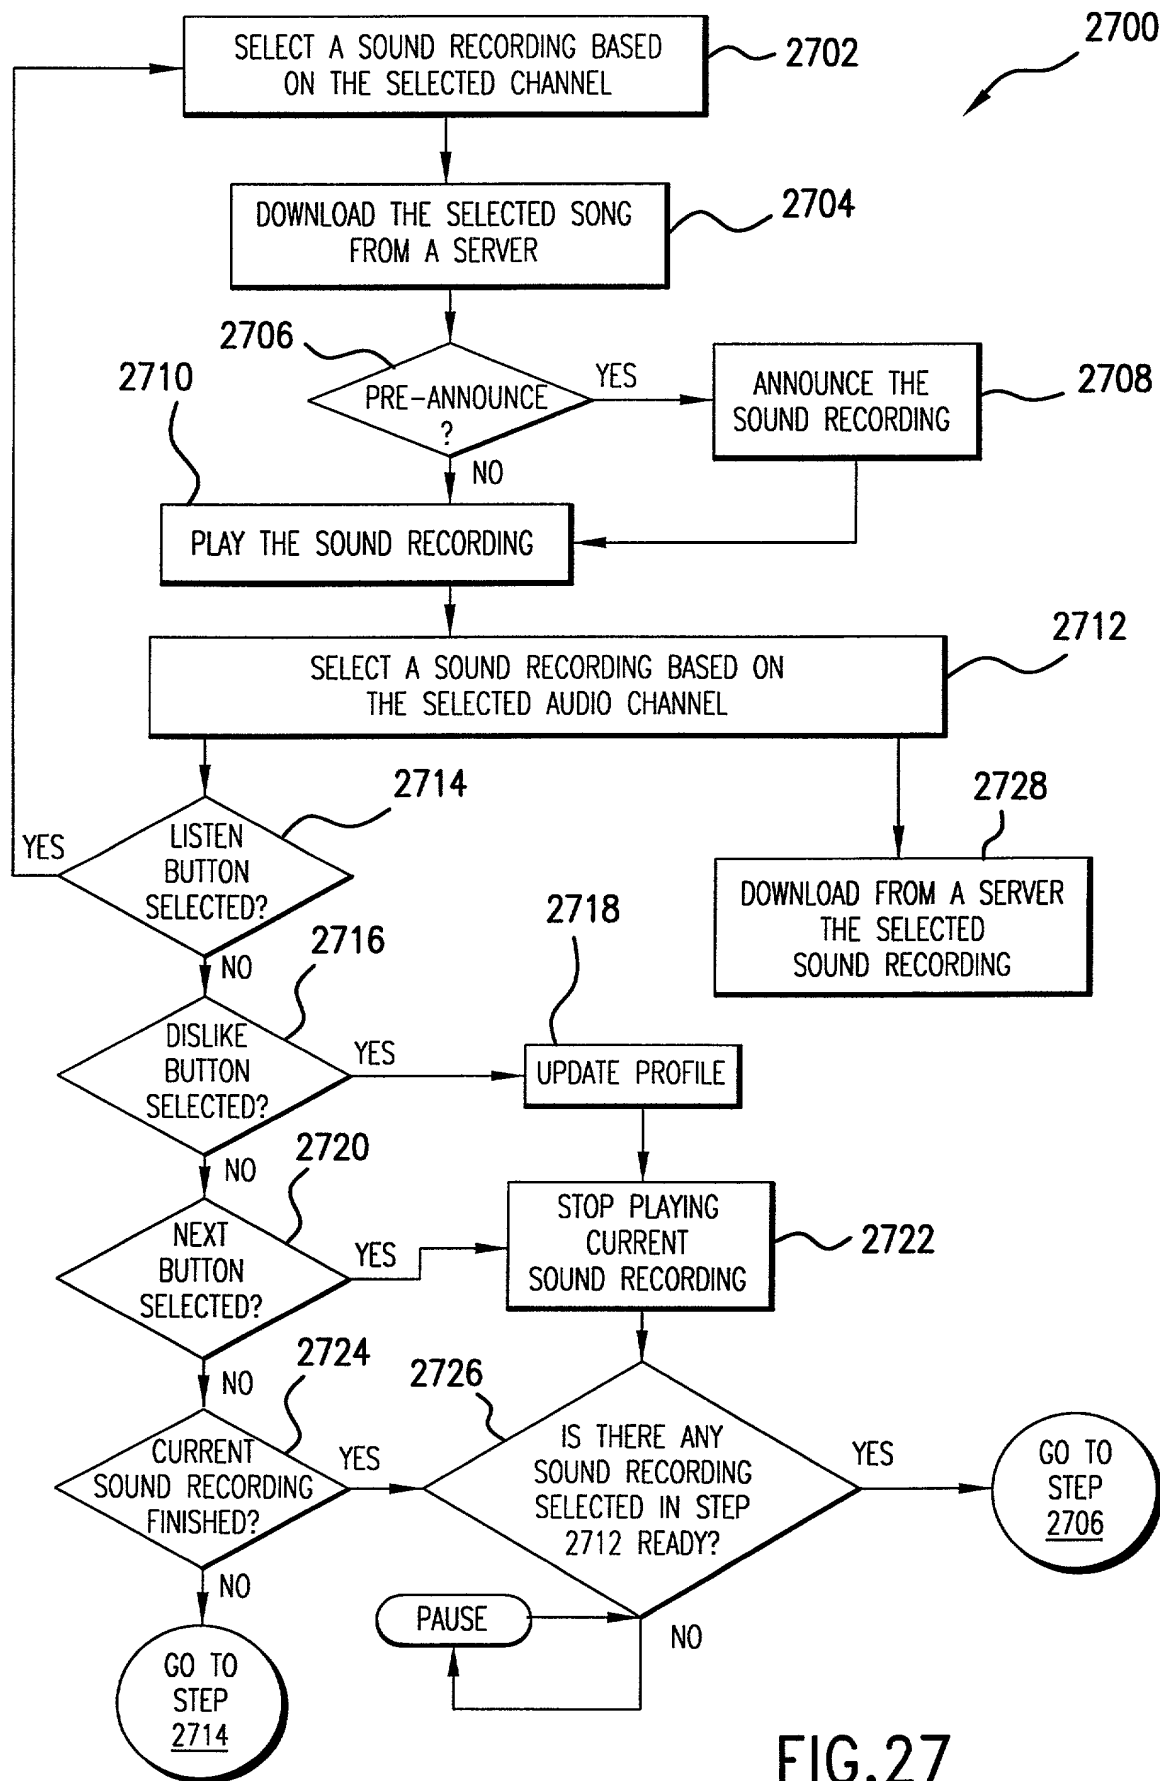 2700
SELECT A SOUND RECORDING BASED
ON THE SELECTED CHANNEL
2702
DOWNLOAD THE SELECTED SONG
FROM A SERVER
2704
2706
PRE-ANNOUNCE
?
YES
NO
ANNOUNCE THE
SOUND RECORDING
2708
2710
PLAY THE SOUND RECORDING
2712
SELECT A SOUND RECORDING BASED ON
THE SELECTED AUDIO CHANNEL
2714
YES
LISTEN
BUTTON
SELECTED?
NO
2728
DOWNLOAD FROM A SERVER
THE SELECTED
SOUND RECORDING
2716
DISLIKE
BUTTON
SELECTED?
YES
NO
2718
UPDATE PROFILE
2720
NEXT
BUTTON
SELECTED?
YES
NO
STOP PLAYING
CURRENT
SOUND RECORDING
2722
2724
CURRENT
SOUND RECORDING
FINISHED?
YES
NO
2726
IS THERE ANY
SOUND RECORDING
SELECTED IN STEP
2712 READY?
YES
NO
GO TO
STEP
2706
PAUSE
GO TO
STEP
2714
FIG.27